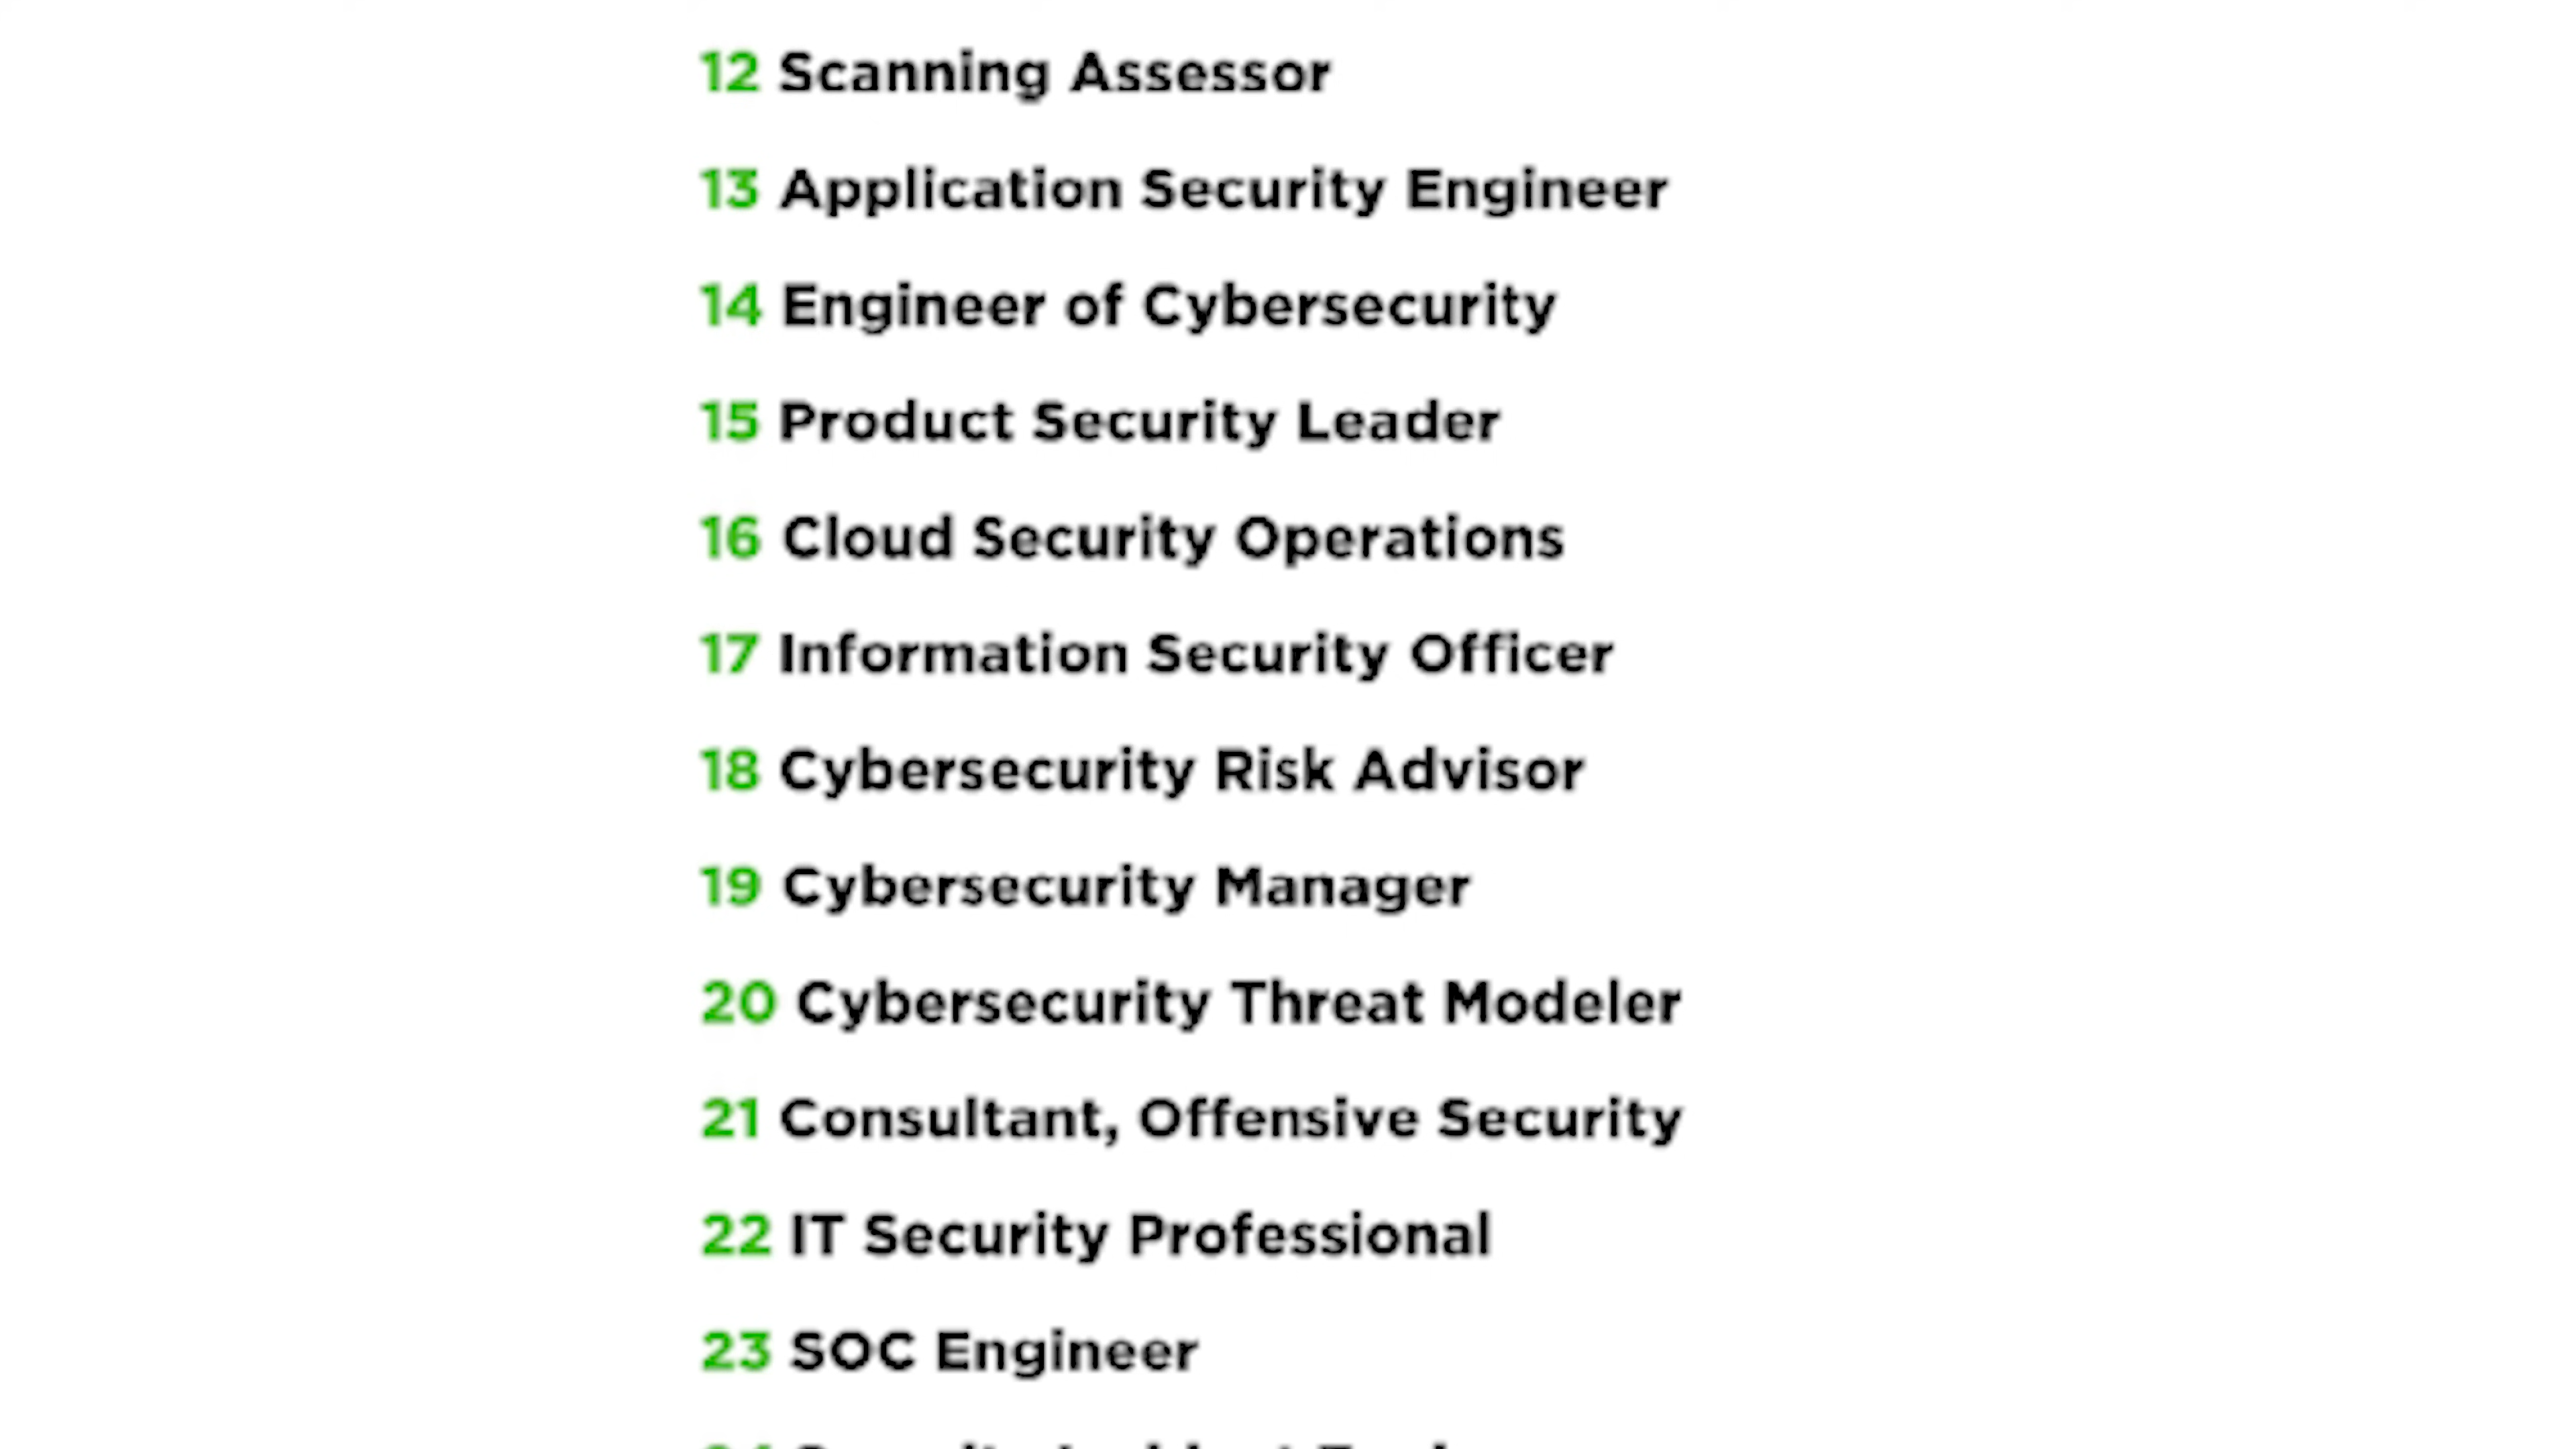 12 Scanning Assessor
13 Application Security Engineer
14 Engineer of Cybersecurity
15 Product Security Leader
16 Cloud Security Operations
17 Information Security Officer
18 Cybersecurity Risk Advisor
19 Cybersecurity Manager
20 Cybersecurity Threat Modeler
21 Consultant, Offensive Security
22 IT Security Professional
23 SOC Engineer